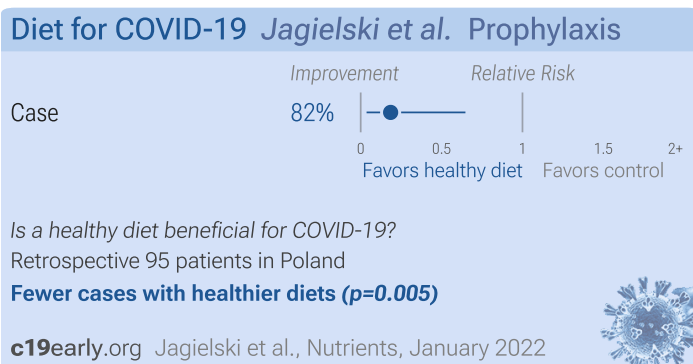 Diet for COVID-19 Jagielski et al. Prophylaxis
Improvement Relative Risk
Case 82%
0 0.5 1 1.5 2+
Favors healthy diet Favors control
Is a healthy diet beneficial for COVID-19?
Retrospective 95 patients in Poland
Fewer cases with healthier diets (p=0.005)
c19early.org Jagielski et al., Nutrients, January 2022